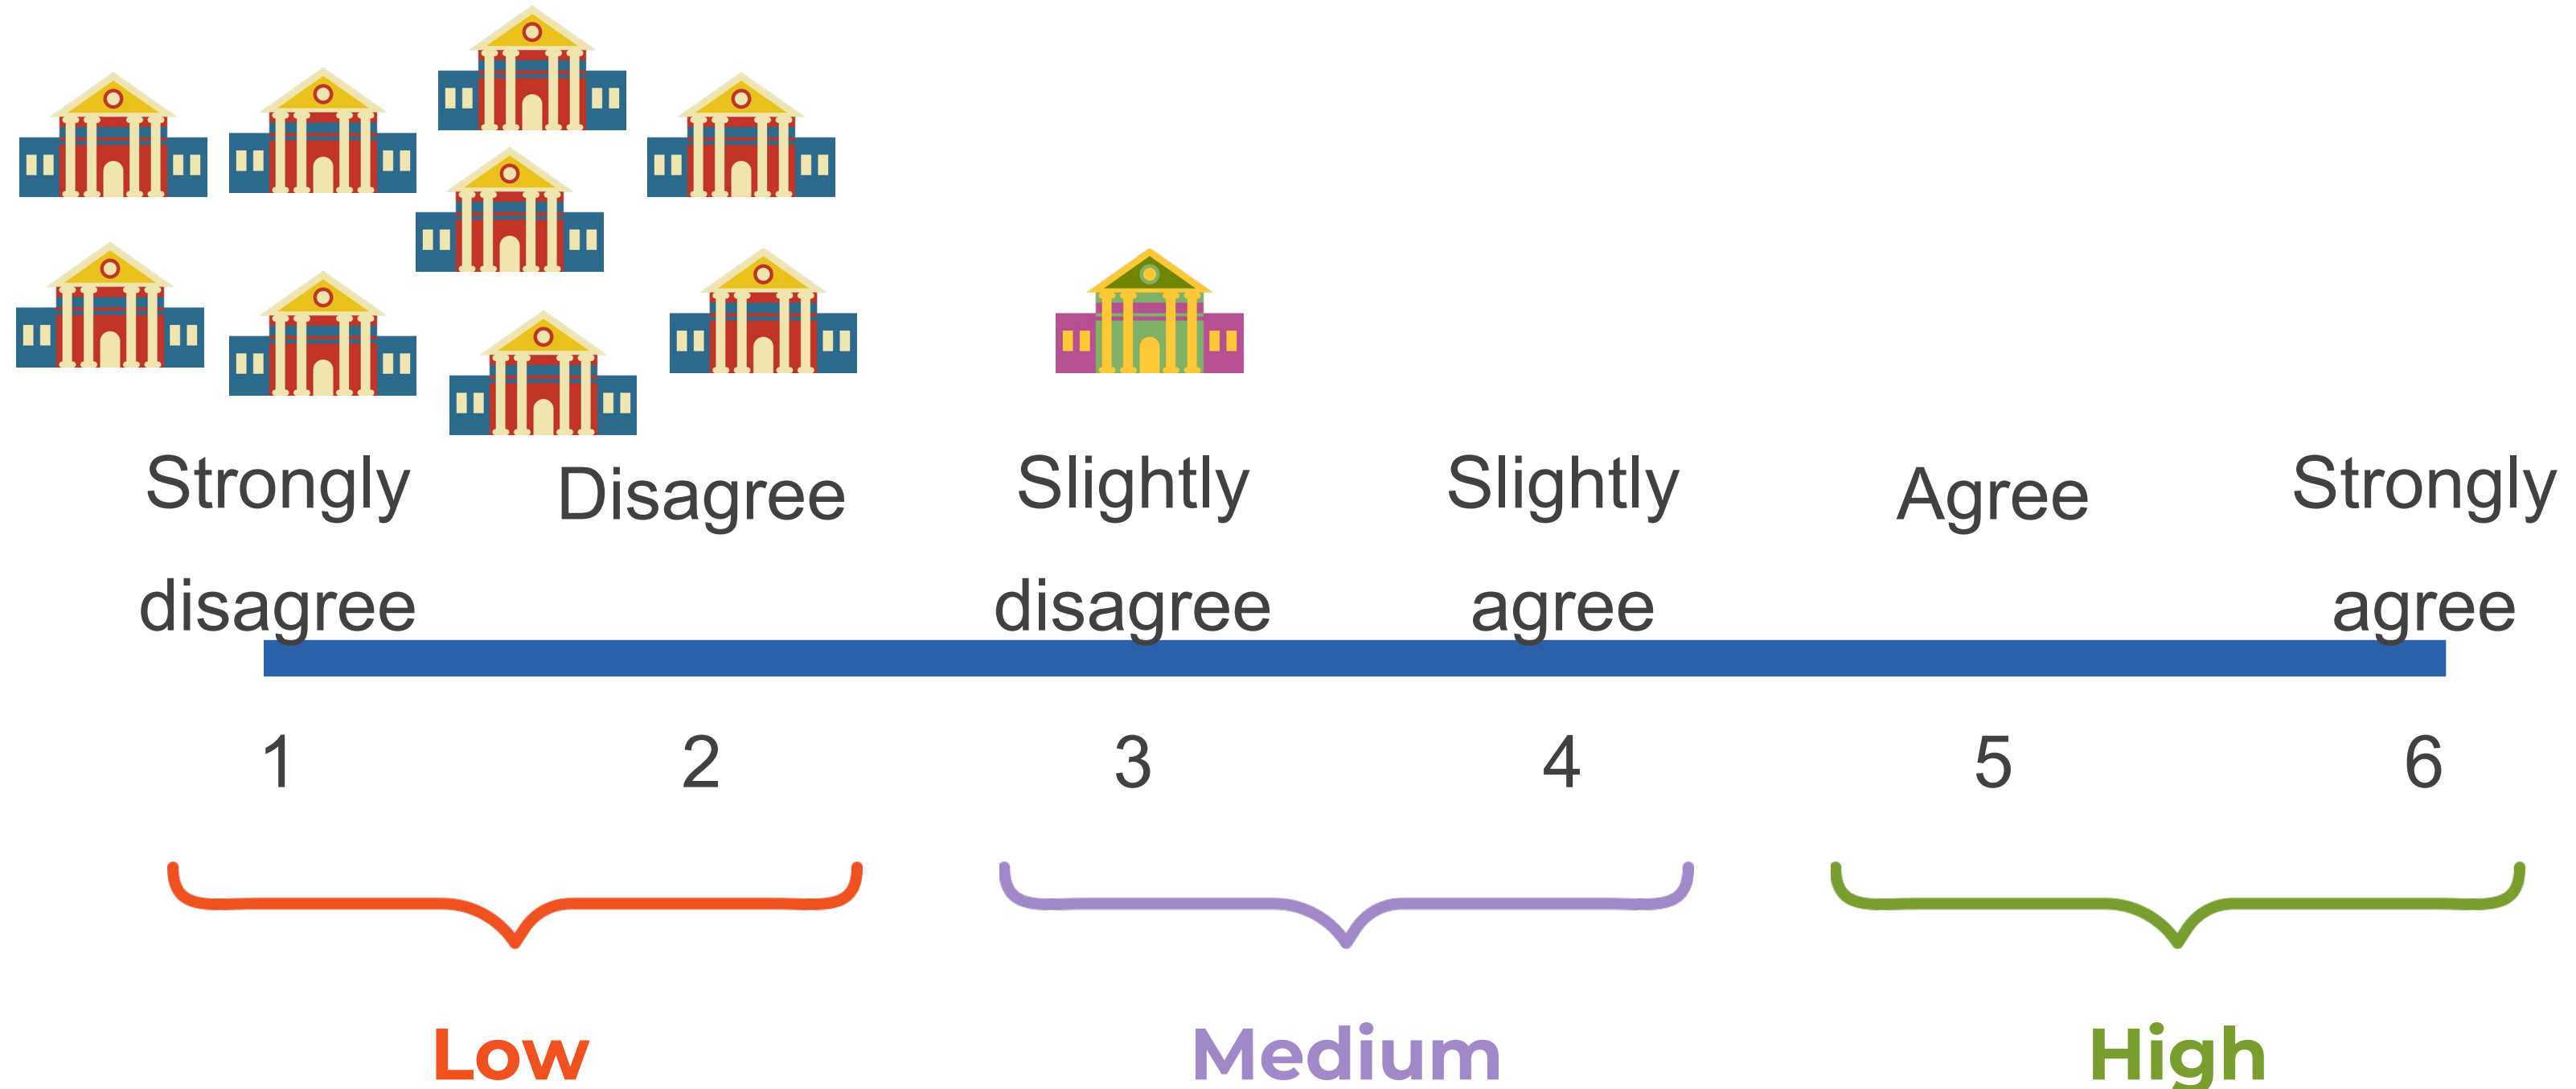 Strongly disagree
Disagree
Slightly disagree
Slightly agree
Agree
Strongly agree
1 2 3 4 5 6
Low Medium High